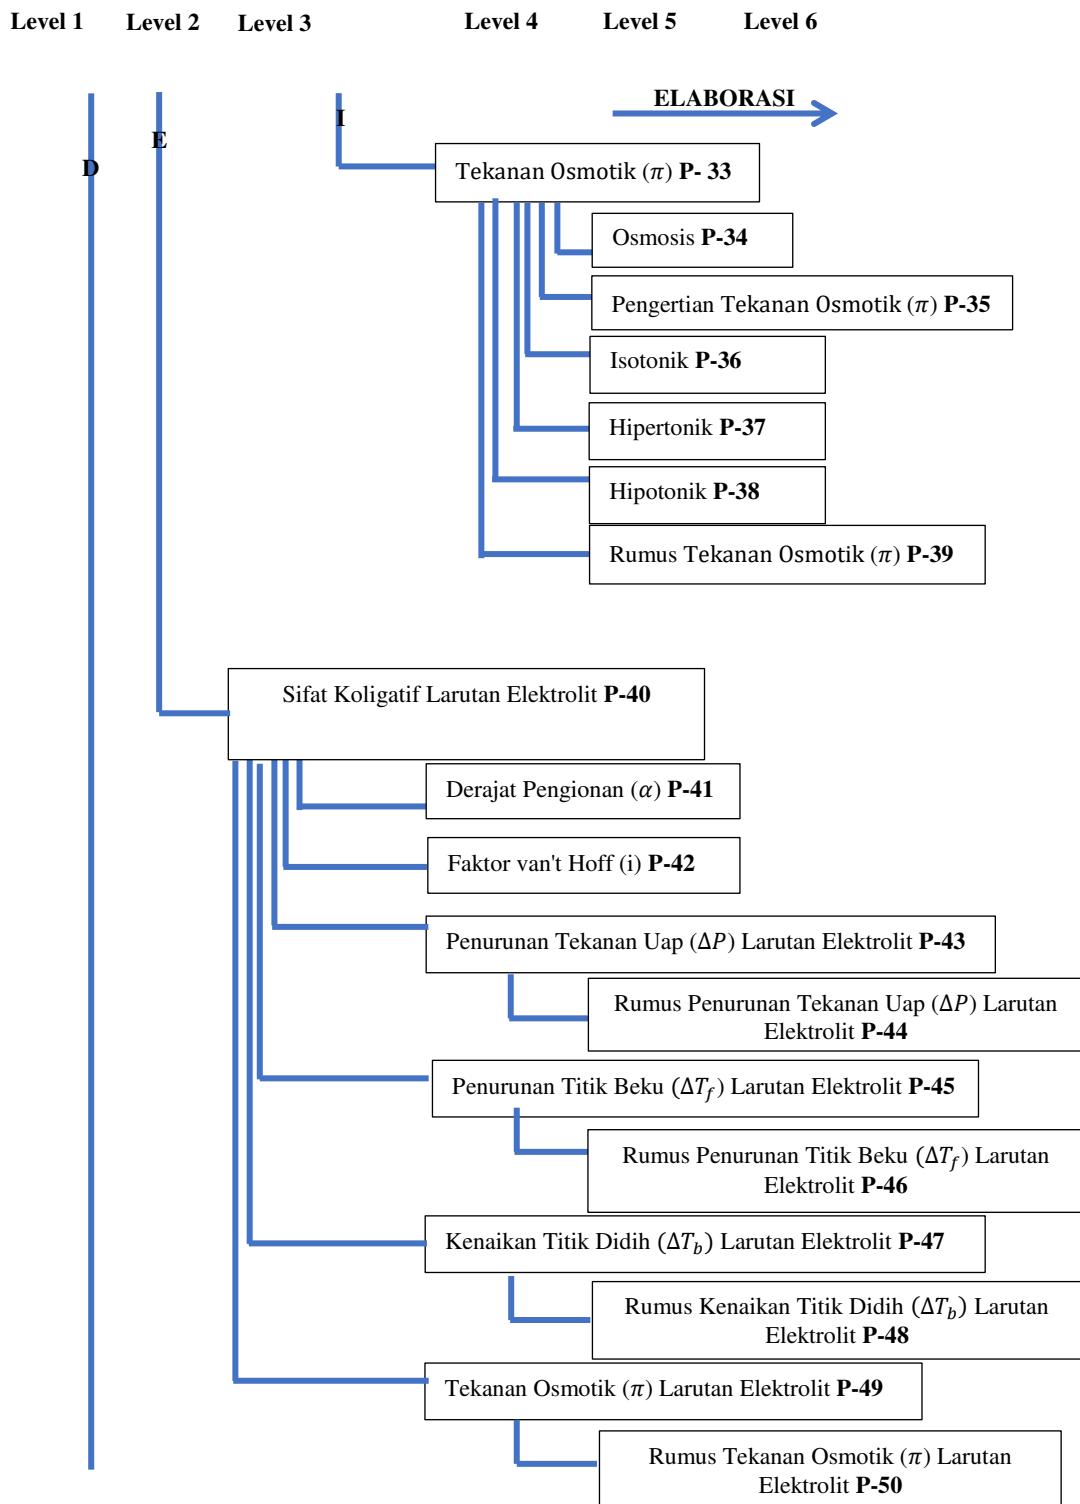 Level 1 Level 2 Level 3 Level 4 Level 5 Level 6
ELABORASI
I
E
D
Tekanan Osmotik (π) P- 33
Osmosis P-34
Pengertian Tekanan Osmotik (π) P-35
Isotonik P-36
Hipertonik P-37
Hipotonik P-38
Rumus Tekanan Osmotik (π) P-39
Sifat Koligatif Larutan Elektrolit P-40
Derajat Pengionan (α) P-41
Faktor van't Hoff (i) P-42
Penurunan Tekanan Uap (ΔP) Larutan Elektrolit P-43
Rumus Penurunan Tekanan Uap (ΔP) Larutan
Elektrolit P-44
Penurunan Titik Beku (ΔT_f) Larutan Elektrolit P-45
Rumus Penurunan Titik Beku (ΔT_f) Larutan
Elektrolit P-46
Kenaikan Titik Didih (ΔT_b) Larutan Elektrolit P-47
Rumus Kenaikan Titik Didih (ΔT_b) Larutan
Elektrolit P-48
Tekanan Osmotik (π) Larutan Elektrolit P-49
Rumus Tekanan Osmotik (π) Larutan
Elektrolit P-50